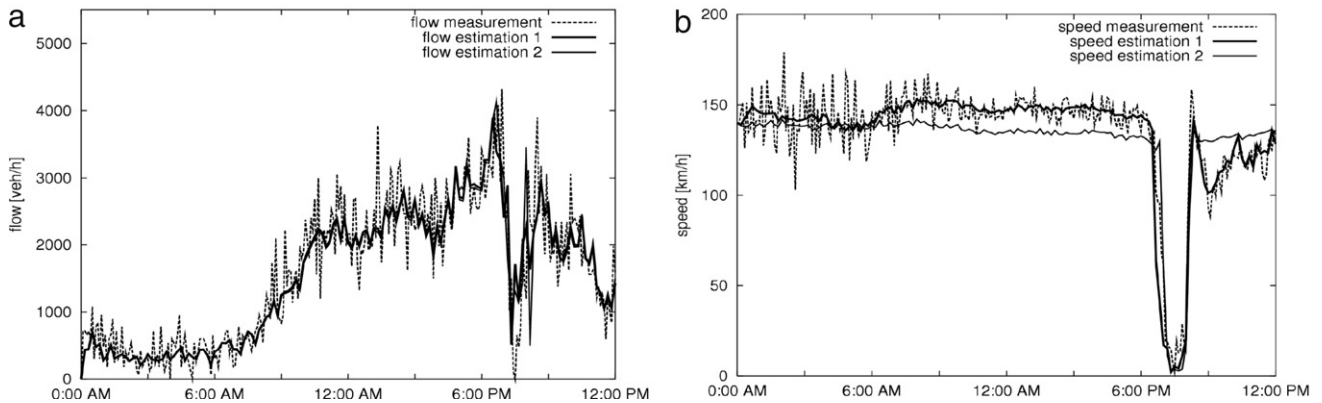 a
flow measurement
flow estimation 1
flow estimation 2
5000
4000
3000
2000
1000
0
flow [veh/h]
0:00 AM 6:00 AM 12:00 AM 6:00 PM 12:00 PM
b
speed measurement
speed estimation 1
speed estimation 2
200
150
100
50
0
speed [km/h]
0:00 AM 6:00 AM 12:00 AM 6:00 PM 12:00 PM